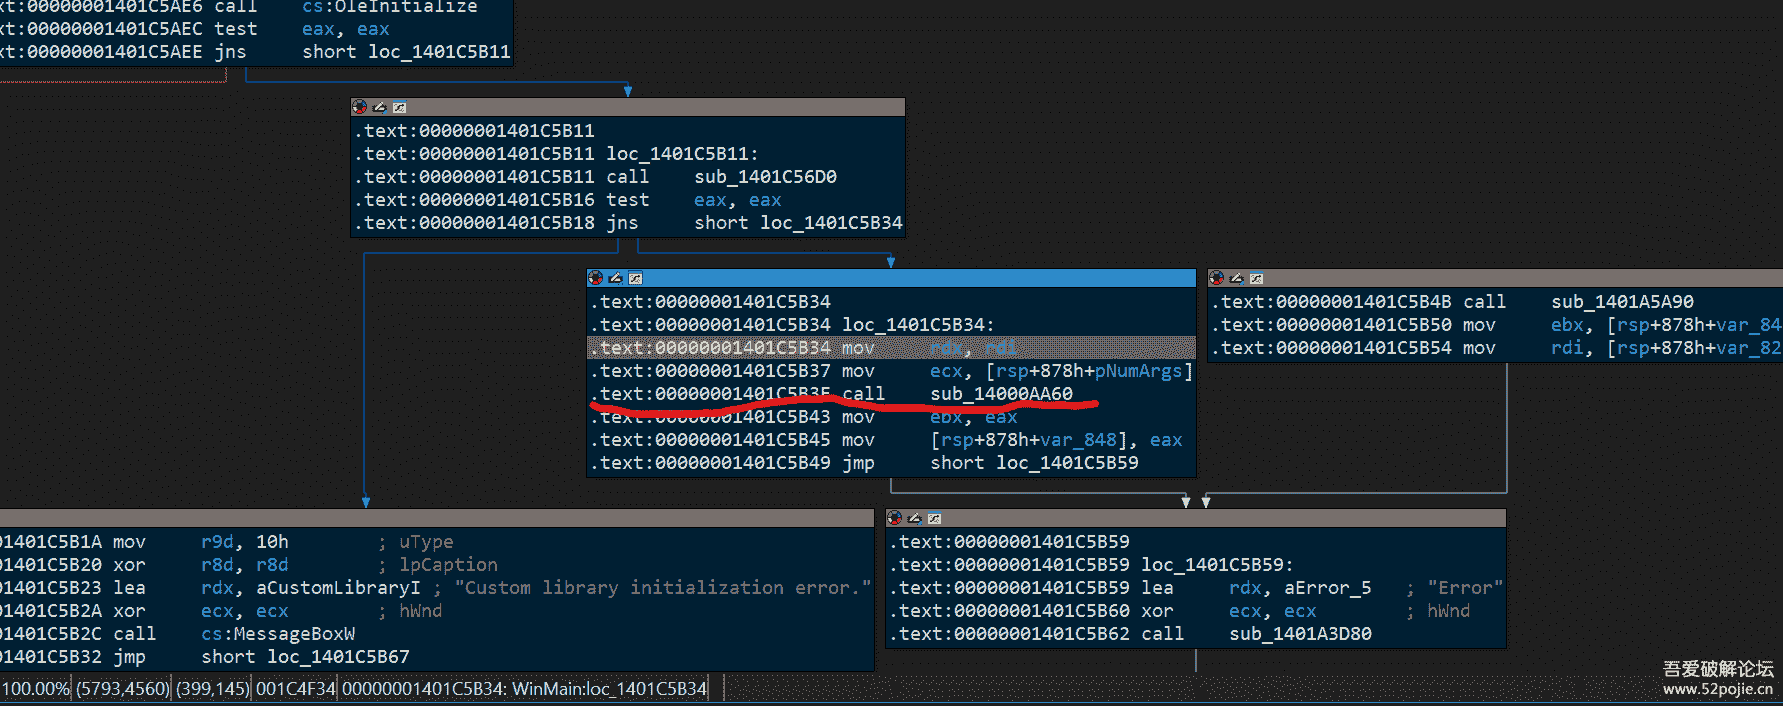 xt:00000001401C5AE6 call cs:OleInitialize
xt:00000001401C5AEC test eax, eax
xt:00000001401C5AEE jns short loc_1401C5B11
.text:00000001401C5B11
.text:00000001401C5B11 loc_1401C5B11:
.text:00000001401C5B11 call sub_1401C56D0
.text:00000001401C5B16 test eax, eax
.text:00000001401C5B18 jns short loc_1401C5B34
.text:00000001401C5B34
.text:00000001401C5B34 loc_1401C5B34:
.text:00000001401C5B34 mov rdx, rdi
.text:00000001401C5B37 mov ecx, [rsp+878h+pNumArgs]
.text:00000001401C5B3E call sub_14000AA60
.text:00000001401C5B43 mov ebx, eax
.text:00000001401C5B45 mov [rsp+878h+var_848], eax
.text:00000001401C5B49 jmp short loc_1401C5B59
.text:00000001401C5B4B call sub_1401A5A90
.text:00000001401C5B50 mov ebx, [rsp+878h+var_84
.text:00000001401C5B54 mov rdi, [rsp+878h+var_82
01401C5B1A mov r9d, 10h ; uType
01401C5B20 xor r8d, r8d ; lpCaption
01401C5B23 lea rdx, aCustomLibraryI ; "Custom library initialization error."
01401C5B2A xor ecx, ecx ; hWnd
01401C5B2C call cs:MessageBoxW
01401C5B32 jmp short loc_1401C5B67
.text:00000001401C5B59
.text:00000001401C5B59 loc_1401C5B59:
.text:00000001401C5B59 lea rdx, aError_5 ; "Error"
.text:00000001401C5B60 xor ecx, ecx ; hWnd
.text:00000001401C5B62 call sub_1401A3D80
100.00% (5793,4560) (399,145) 001C4F34 00000001401C5B34: WinMain:loc_1401C5B34
吾爱破解论坛
www.52pojie.cn